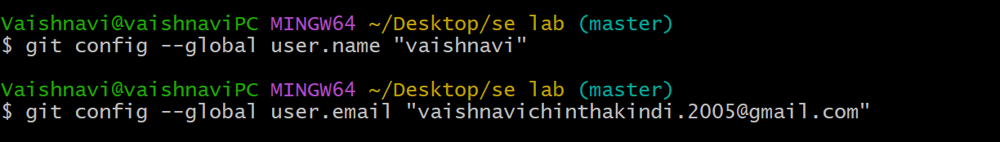 Vaishnavi@vaishnaviPC MINGW64 ~/Desktop/se lab (master)
$ git config --global user.name "vaishnavi"
Vaishnavi@vaishnaviPC MINGW64 ~/Desktop/se lab (master)
$ git config --global user.email "vaishnavichinthakindi.2005@gmail.com"